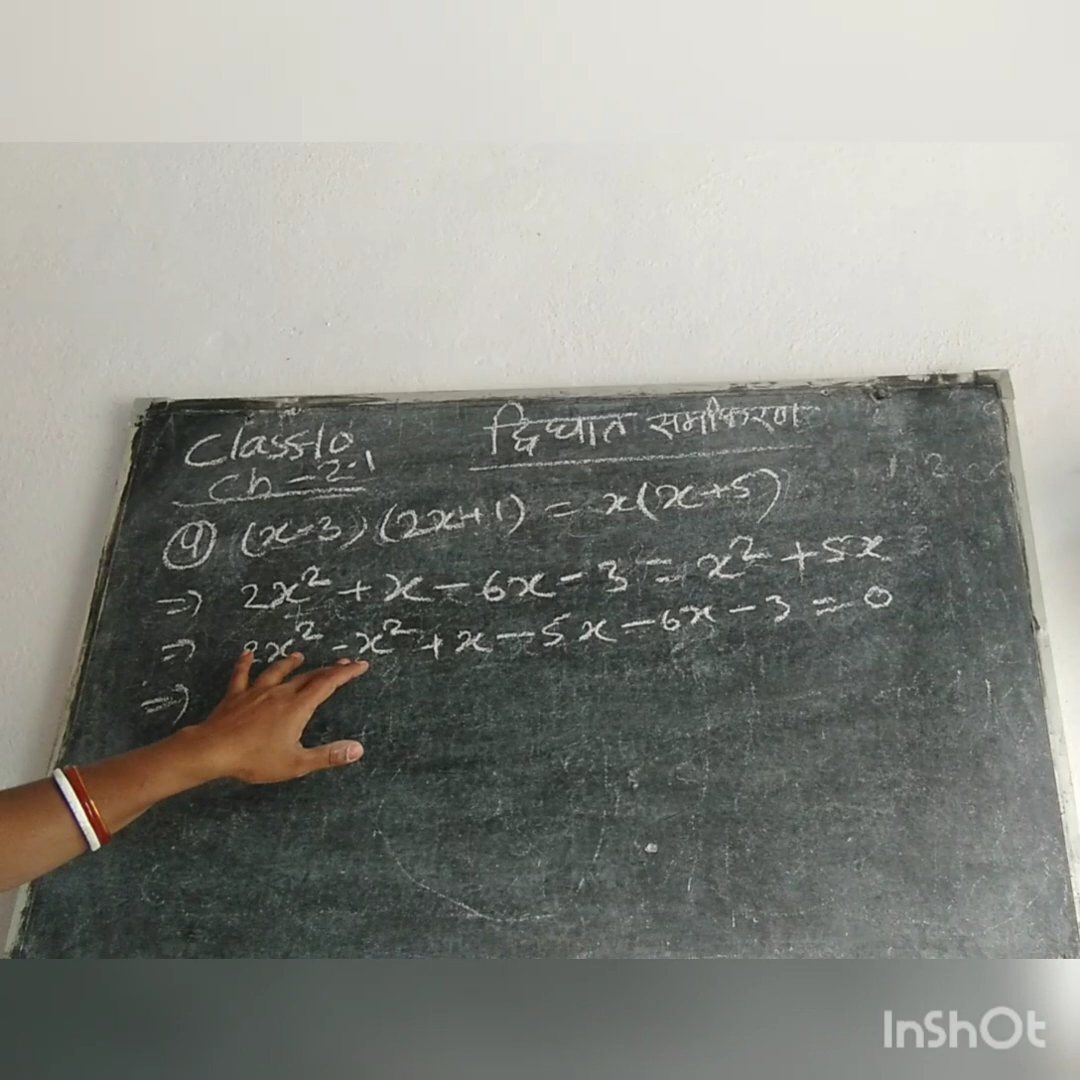 Class-10
द्विघात समीकरण
Ch - 2.1
④ (x-3)(2x+1) = x(x+5)
⇒ 2x² + x - 6x - 3 = x² + 5x
⇒ 2x² - x² + x - 5x - 6x - 3 = 0
⇒
InShOt